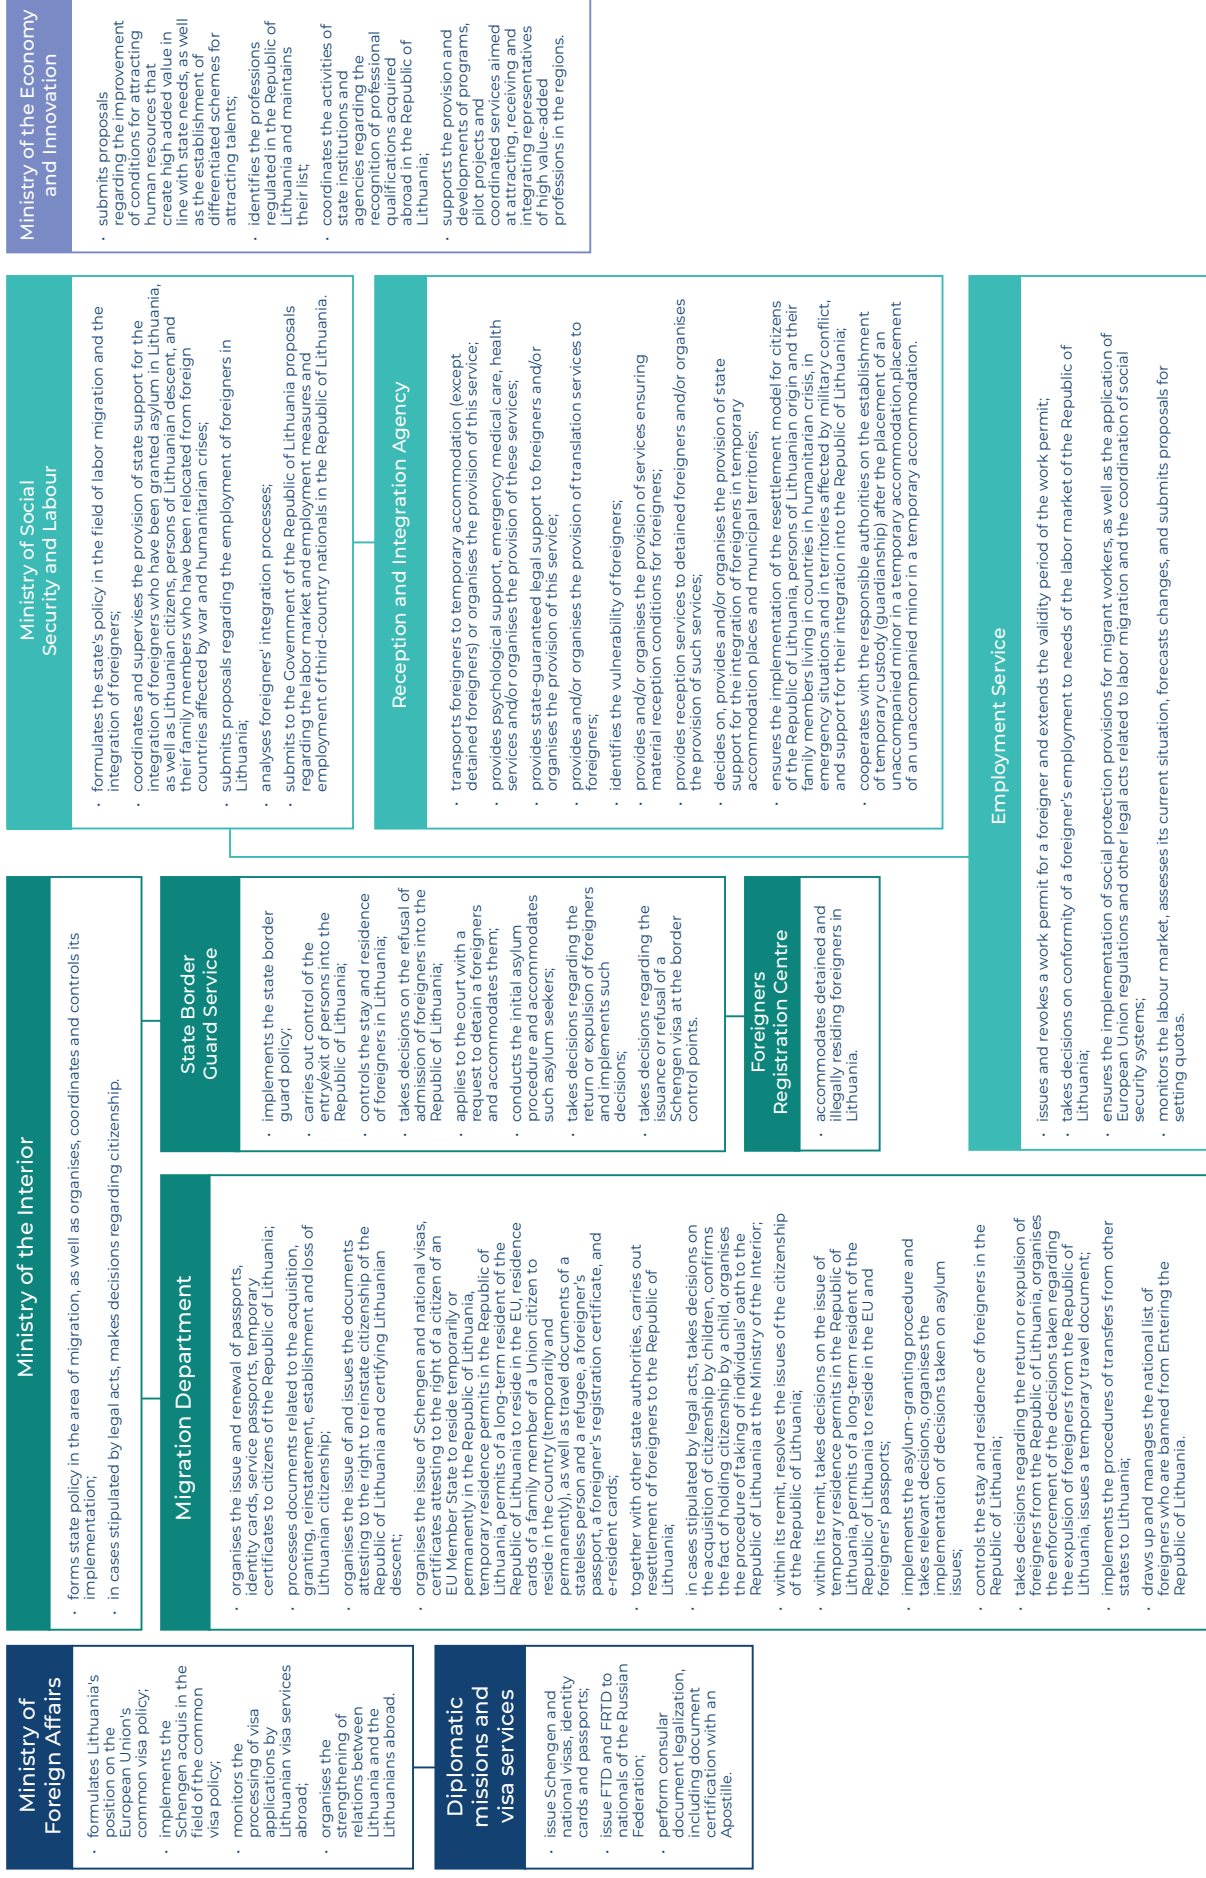 Ministry of
Foreign Affairs
· formulates Lithuania's
position on the
European Union's
common visa policy;
· implements the
Schengen acquis in the
field of the common
visa policy;
· monitors the
processing of visa
applications by
Lithuanian visa services
abroad;
· organises the
strengthening of
relations between
Lithuania and the
Lithuanians abroad.
Diplomatic
missions and
visa services
· issue Schengen and
national visas, identity
cards and passports;
· issue FTD and FRTD to
nationals of the Russian
Federation;
· perform consular
document legalization,
including document
certification with an
Apostille.
Ministry of the Interior
· forms state policy in the area of migration, as well as organises, coordinates and controls its
implementation;
· in cases stipulated by legal acts, makes decisions regarding citizenship.
Migration Department
· organises the issue and renewal of passports,
identity cards, service passports, temporary
certificates to citizens of the Republic of Lithuania;
· processes documents related to the acquisition,
granting, reinstatement, establishment and loss of
Lithuanian citizenship;
· organises the issue of and issues the documents
attesting to the right to reinstate citizenship of the
Republic of Lithuania and certifying Lithuanian
descent;
· organises the issue of Schengen and national visas,
certificates attesting to the right of a citizen of an
EU Member State to reside temporarily or
permanently in the Republic of Lithuania,
temporary residence permits in the Republic of
Lithuania, permits of a long-term resident of the
Republic of Lithuania to reside in the EU, residence
cards of a family member of a Union citizen to
reside in the country (temporarily and
permanently), as well as travel documents of a
stateless person and a refugee, a foreigner's
passport, a foreigner's registration certificate, and
e-resident cards;
· together with other state authorities, carries out
resettlement of foreigners to the Republic of
Lithuania;
· in cases stipulated by legal acts, takes decisions on
the acquisition of citizenship by children, confirms
the fact of holding citizenship by a child, organises
the procedure of taking of individuals' oath to the
Republic of Lithuania at the Ministry of the Interior;
· within its remit, resolves the issues of the citizenship
of the Republic of Lithuania;
· within its remit, takes decisions on the issue of
temporary residence permits in the Republic of
Lithuania, permits of a long-term resident of the
Republic of Lithuania to reside in the EU and
foreigners' passports;
· implements the asylum-granting procedure and
takes relevant decisions, organises the
implementation of decisions taken on asylum
issues;
· controls the stay and residence of foreigners in the
Republic of Lithuania;
· takes decisions regarding the return or expulsion of
foreigners from the Republic of Lithuania, organises
the enforcement of the decisions taken regarding
the expulsion of foreigners from the Republic of
Lithuania, issues a temporary travel document;
· implements the procedures of transfers from other
states to Lithuania;
· draws up and manages the national list of
foreigners who are banned from Entering the
Republic of Lithuania.
State Border
Guard Service
· implements the state border
guard policy;
· carries out control of the
entry/exit of persons into the
Republic of Lithuania;
· controls the stay and residence
of foreigners in Lithuania;
· takes decisions on the refusal of
admission of foreigners into the
Republic of Lithuania;
· applies to the court with a
request to detain a foreigners
and accommodates them;
· conducts the initial asylum
procedure and accommodates
such asylum seekers;
· takes decisions regarding the
return or expulsion of foreigners
and implements such
decisions;
· takes decisions regarding the
issuance or refusal of a
Schengen visa at the border
control points.
Foreigners
Registration Centre
· accommodates detained and
illegally residing foreigners in
Lithuania.
Ministry of Social
Security and Labour
· formulates the state's policy in the field of labor migration and the
integration of foreigners;
· coordinates and supervises the provision of state support for the
integration of foreigners who have been granted asylum in Lithuania,
as well as Lithuanian citizens, persons of Lithuanian descent, and
their family members who have been relocated from foreign
countries affected by war and humanitarian crises;
· submits proposals regarding the employment of foreigners in
Lithuania;
· analyses foreigners' integration processes;
· submits to the Government of the Republic of Lithuania proposals
regarding the labor market and employment measures and
employment of third-country nationals in the Republic of Lithuania.
Reception and Integration Agency
· transports foreigners to temporary accommodation (except
detained foreigners) or organises the provision of this service;
· provides psychological support, emergency medical care, health
services and/or organises the provision of these services;
· provides state-guaranteed legal support to foreigners and/or
organises the provision of this service;
· provides and/or organises the provision of translation services to
foreigners;
· identifies the vulnerability of foreigners;
· provides and/or organises the provision of services ensuring
material reception conditions for foreigners;
· provides reception services to detained foreigners and/or organises
the provision of such services;
· decides on, provides and/or organises the provision of state
support for the integration of foreigners in temporary
accommodation places and municipal territories;
· ensures the implementation of the resettlement model for citizens
of the Republic of Lithuania, persons of Lithuanian origin and their
family members living in countries in humanitarian crisis, in
emergency situations and in territories affected by military conflict,
and support for their integration into the Republic of Lithuania;
· cooperates with the responsible authorities on the establishment
of temporary custody (guardianship) after the placement of an
unaccompanied minor in a temporary accommodation,placement
of an unaccompanied minor in a temporary accommodation.
Employment Service
· issues and revokes a work permit for a foreigner and extends the validity period of the work permit;
· takes decisions on conformity of a foreigner's employment to needs of the labor market of the Republic of
Lithuania;
· ensures the implementation of social protection provisions for migrant workers, as well as the application of
European Union regulations and other legal acts related to labor migration and the coordination of social
security systems;
· monitors the labour market, assesses its current situation, forecasts changes, and submits proposals for
setting quotas.
Ministry of the Economy
and Innovation
· submits proposals
regarding the improvement
of conditions for attracting
human resources that
create high added value in
line with state needs, as well
as the establishment of
differentiated schemes for
attracting talents;
· identifies the professions
regulated in the Republic of
Lithuania and maintains
their list;
· coordinates the activities of
state institutions and
agencies regarding the
recognition of professional
qualifications acquired
abroad in the Republic of
Lithuania;
· supports the provision and
developments of programs,
pilot projects and
coordinated services aimed
at attracting, receiving and
integrating representatives
of high value-added
professions in the regions.